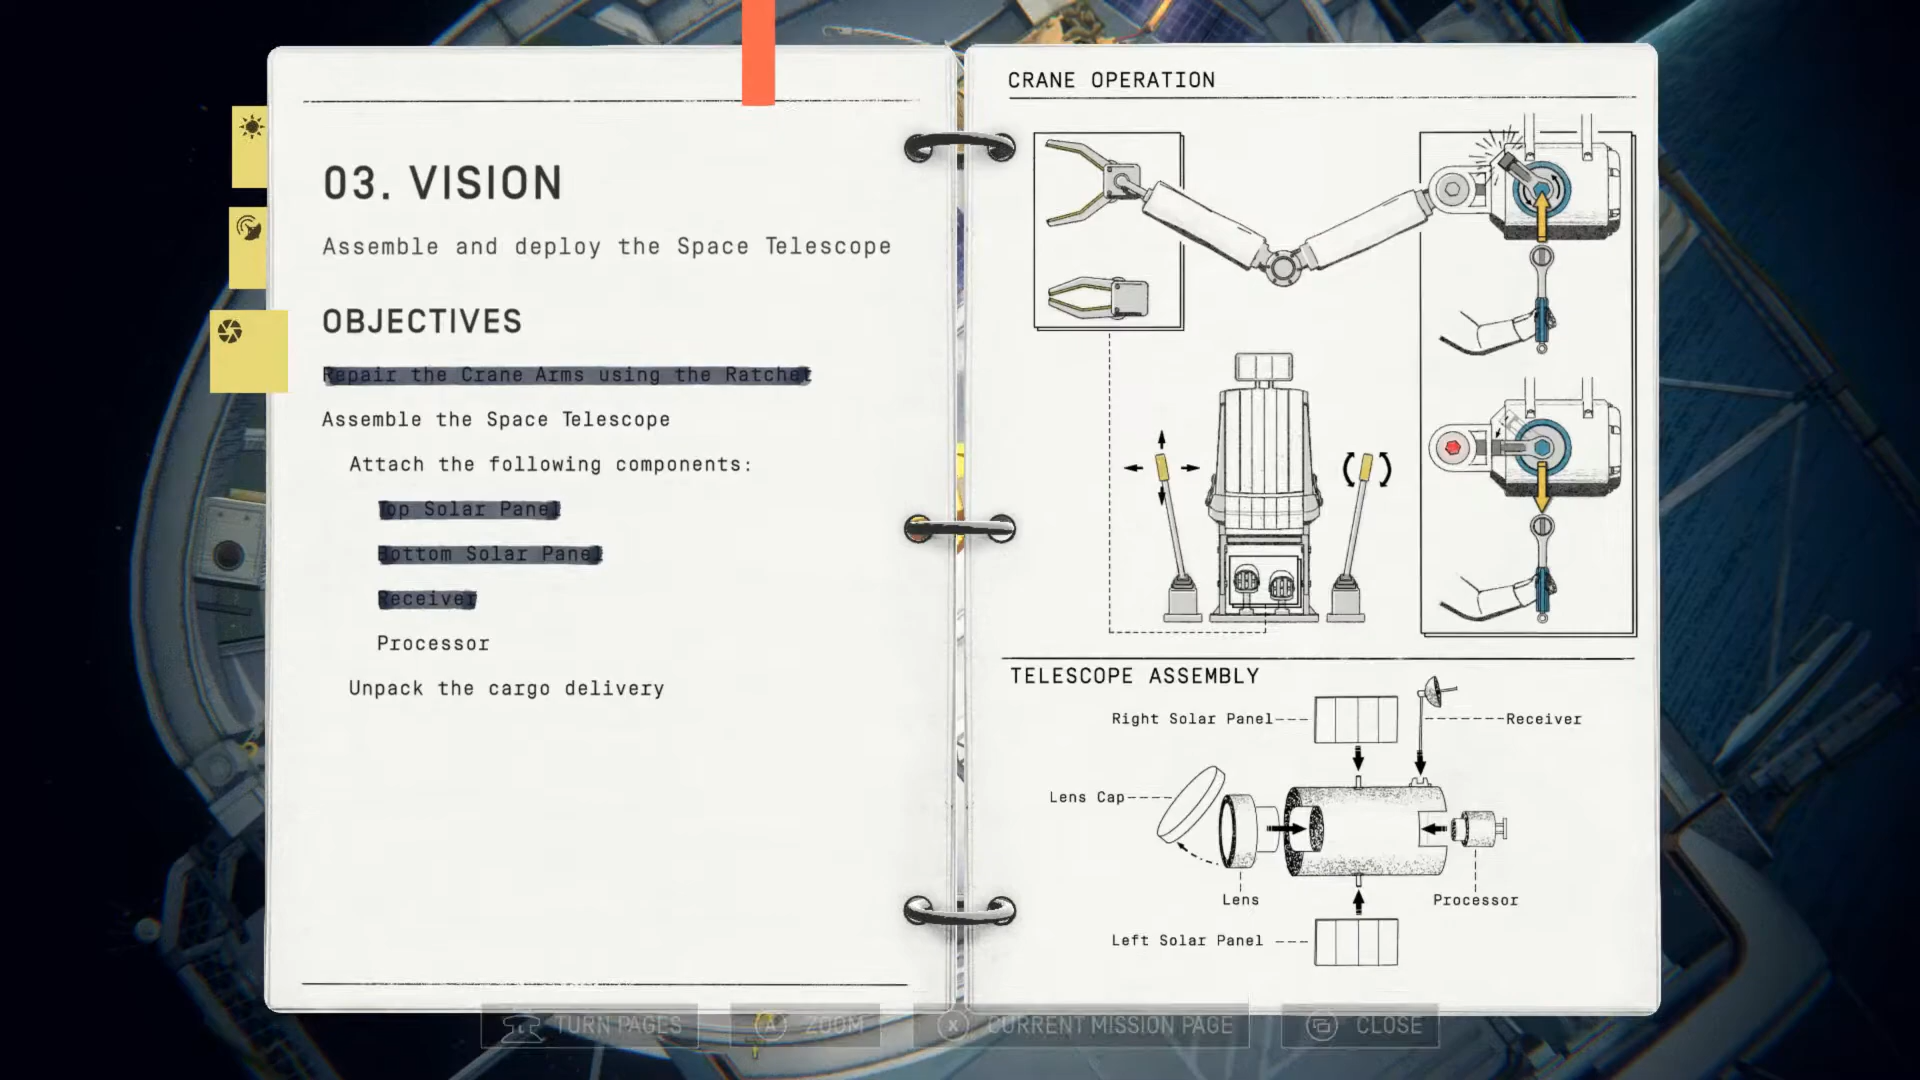 03. VISION
Assemble and deploy the Space Telescope
OBJECTIVES
Repair the Crane Arms using the Ratchet
Assemble the Space Telescope
Attach the following components:
Top Solar Panel
Bottom Solar Panel
Receiver
Processor
Unpack the cargo delivery
CRANE OPERATION
TELESCOPE ASSEMBLY
Right Solar Panel
Receiver
Lens Cap
Lens
Processor
Left Solar Panel
TURN PAGES
A ZOOM
X CURRENT MISSION PAGE
CLOSE